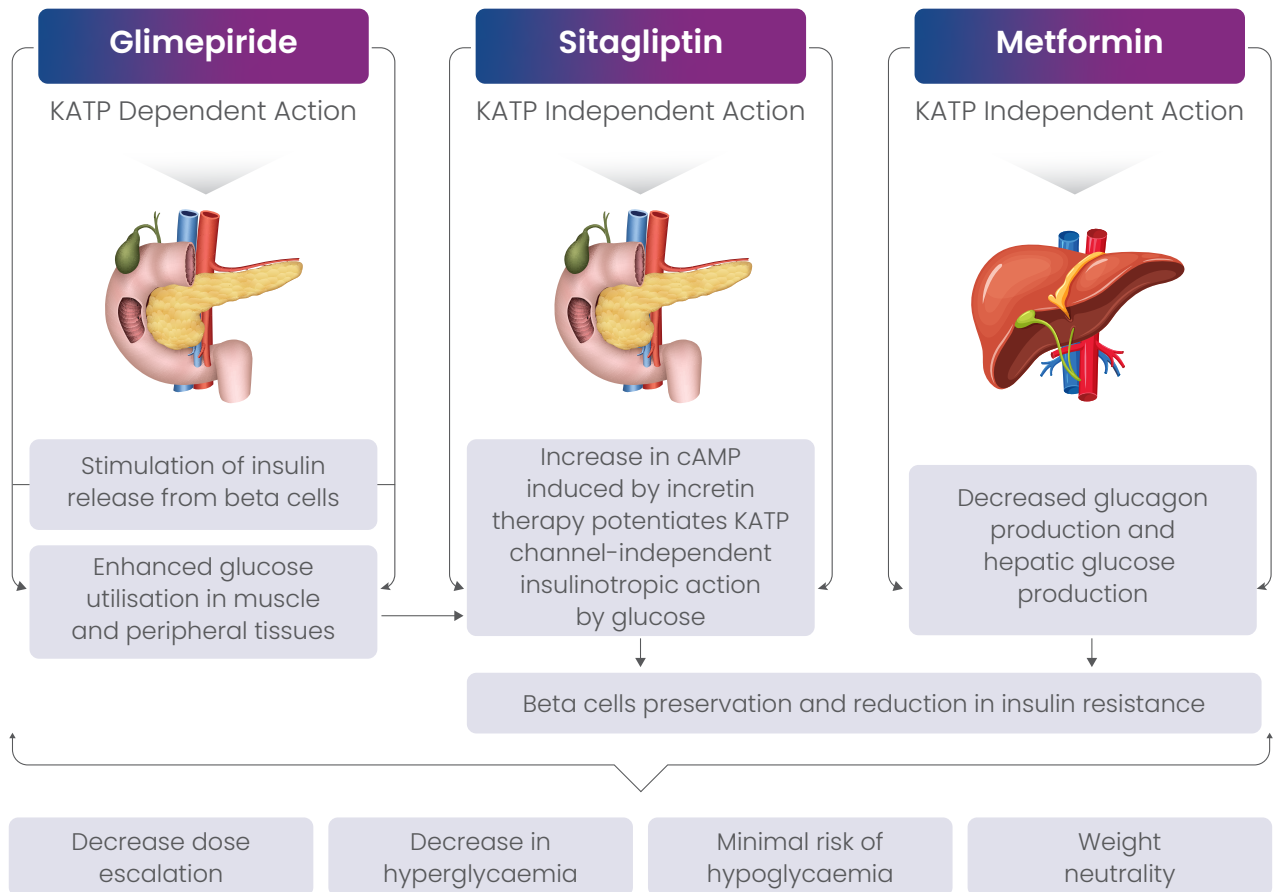 Glimepiride
KATP Dependent Action
Stimulation of insulin
release from beta cells
Enhanced glucose
utilisation in muscle
and peripheral tissues
Sitagliptin
KATP Independent Action
Increase in cAMP
induced by incretin
therapy potentiates KATP
channel-independent
insulinotropic action
by glucose
Metformin
KATP Independent Action
Decreased glucagon
production and
hepatic glucose
production
Beta cells preservation and reduction in insulin resistance
Decrease dose
escalation
Decrease in
hyperglycaemia
Minimal risk of
hypoglycaemia
Weight
neutrality